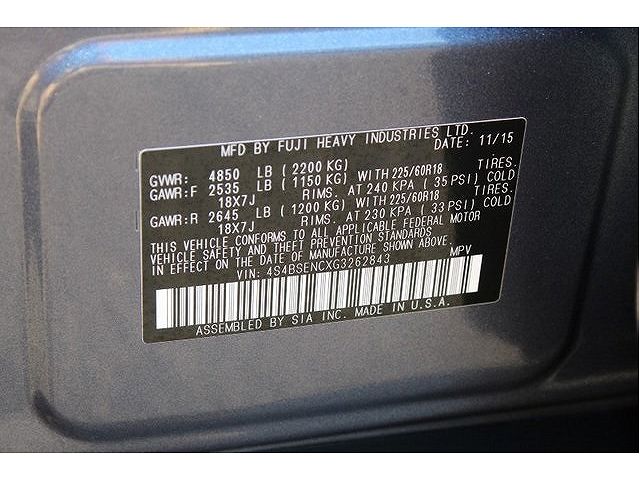 MFD BY FUJI HEAVY INDUSTRIES LTD. DATE: 11/15
GVWR: 4850 LB (2200 KG)
GAWR:F 2535 LB (1150 KG) WITH 225/60R18 TIRES.
18X7J RIMS. AT 240 KPA (35 PSI) COLD
GAWR:R 2645 LB (1200 KG) WITH 225/60R18 TIRES.
18X7J RIMS. AT 230 KPA (33 PSI) COLD
THIS VEHICLE CONFORMS TO ALL APPLICABLE FEDERAL MOTOR
VEHICLE SAFETY AND THEFT PREVENTION STANDARDS
IN EFFECT ON THE DATE OF MANUFACTURE SHOWN ABOVE.
VIN: 4S4BSENCXG3262843 MPV
ASSEMBLED BY SIA INC. MADE IN U.S.A.